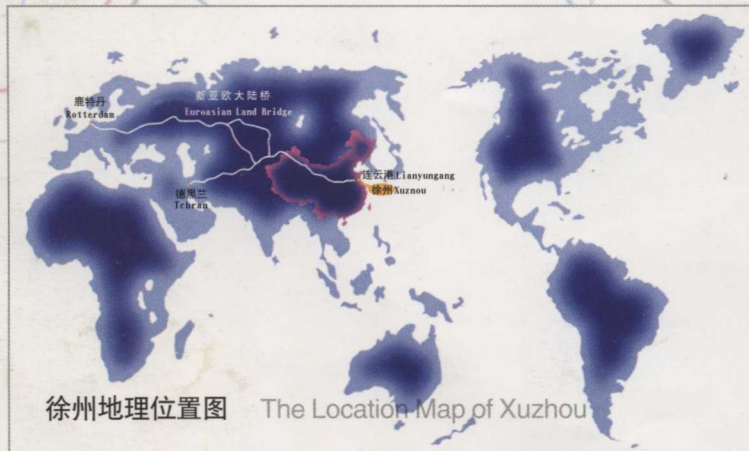 鹿特丹
Rotterdam
新亚欧大陆桥
Euroasian Land Bridge
连云港 Lianyungang
徐州 Xuznou
德黑兰
Tchran
徐州地理位置图 The Location Map of Xuzhou